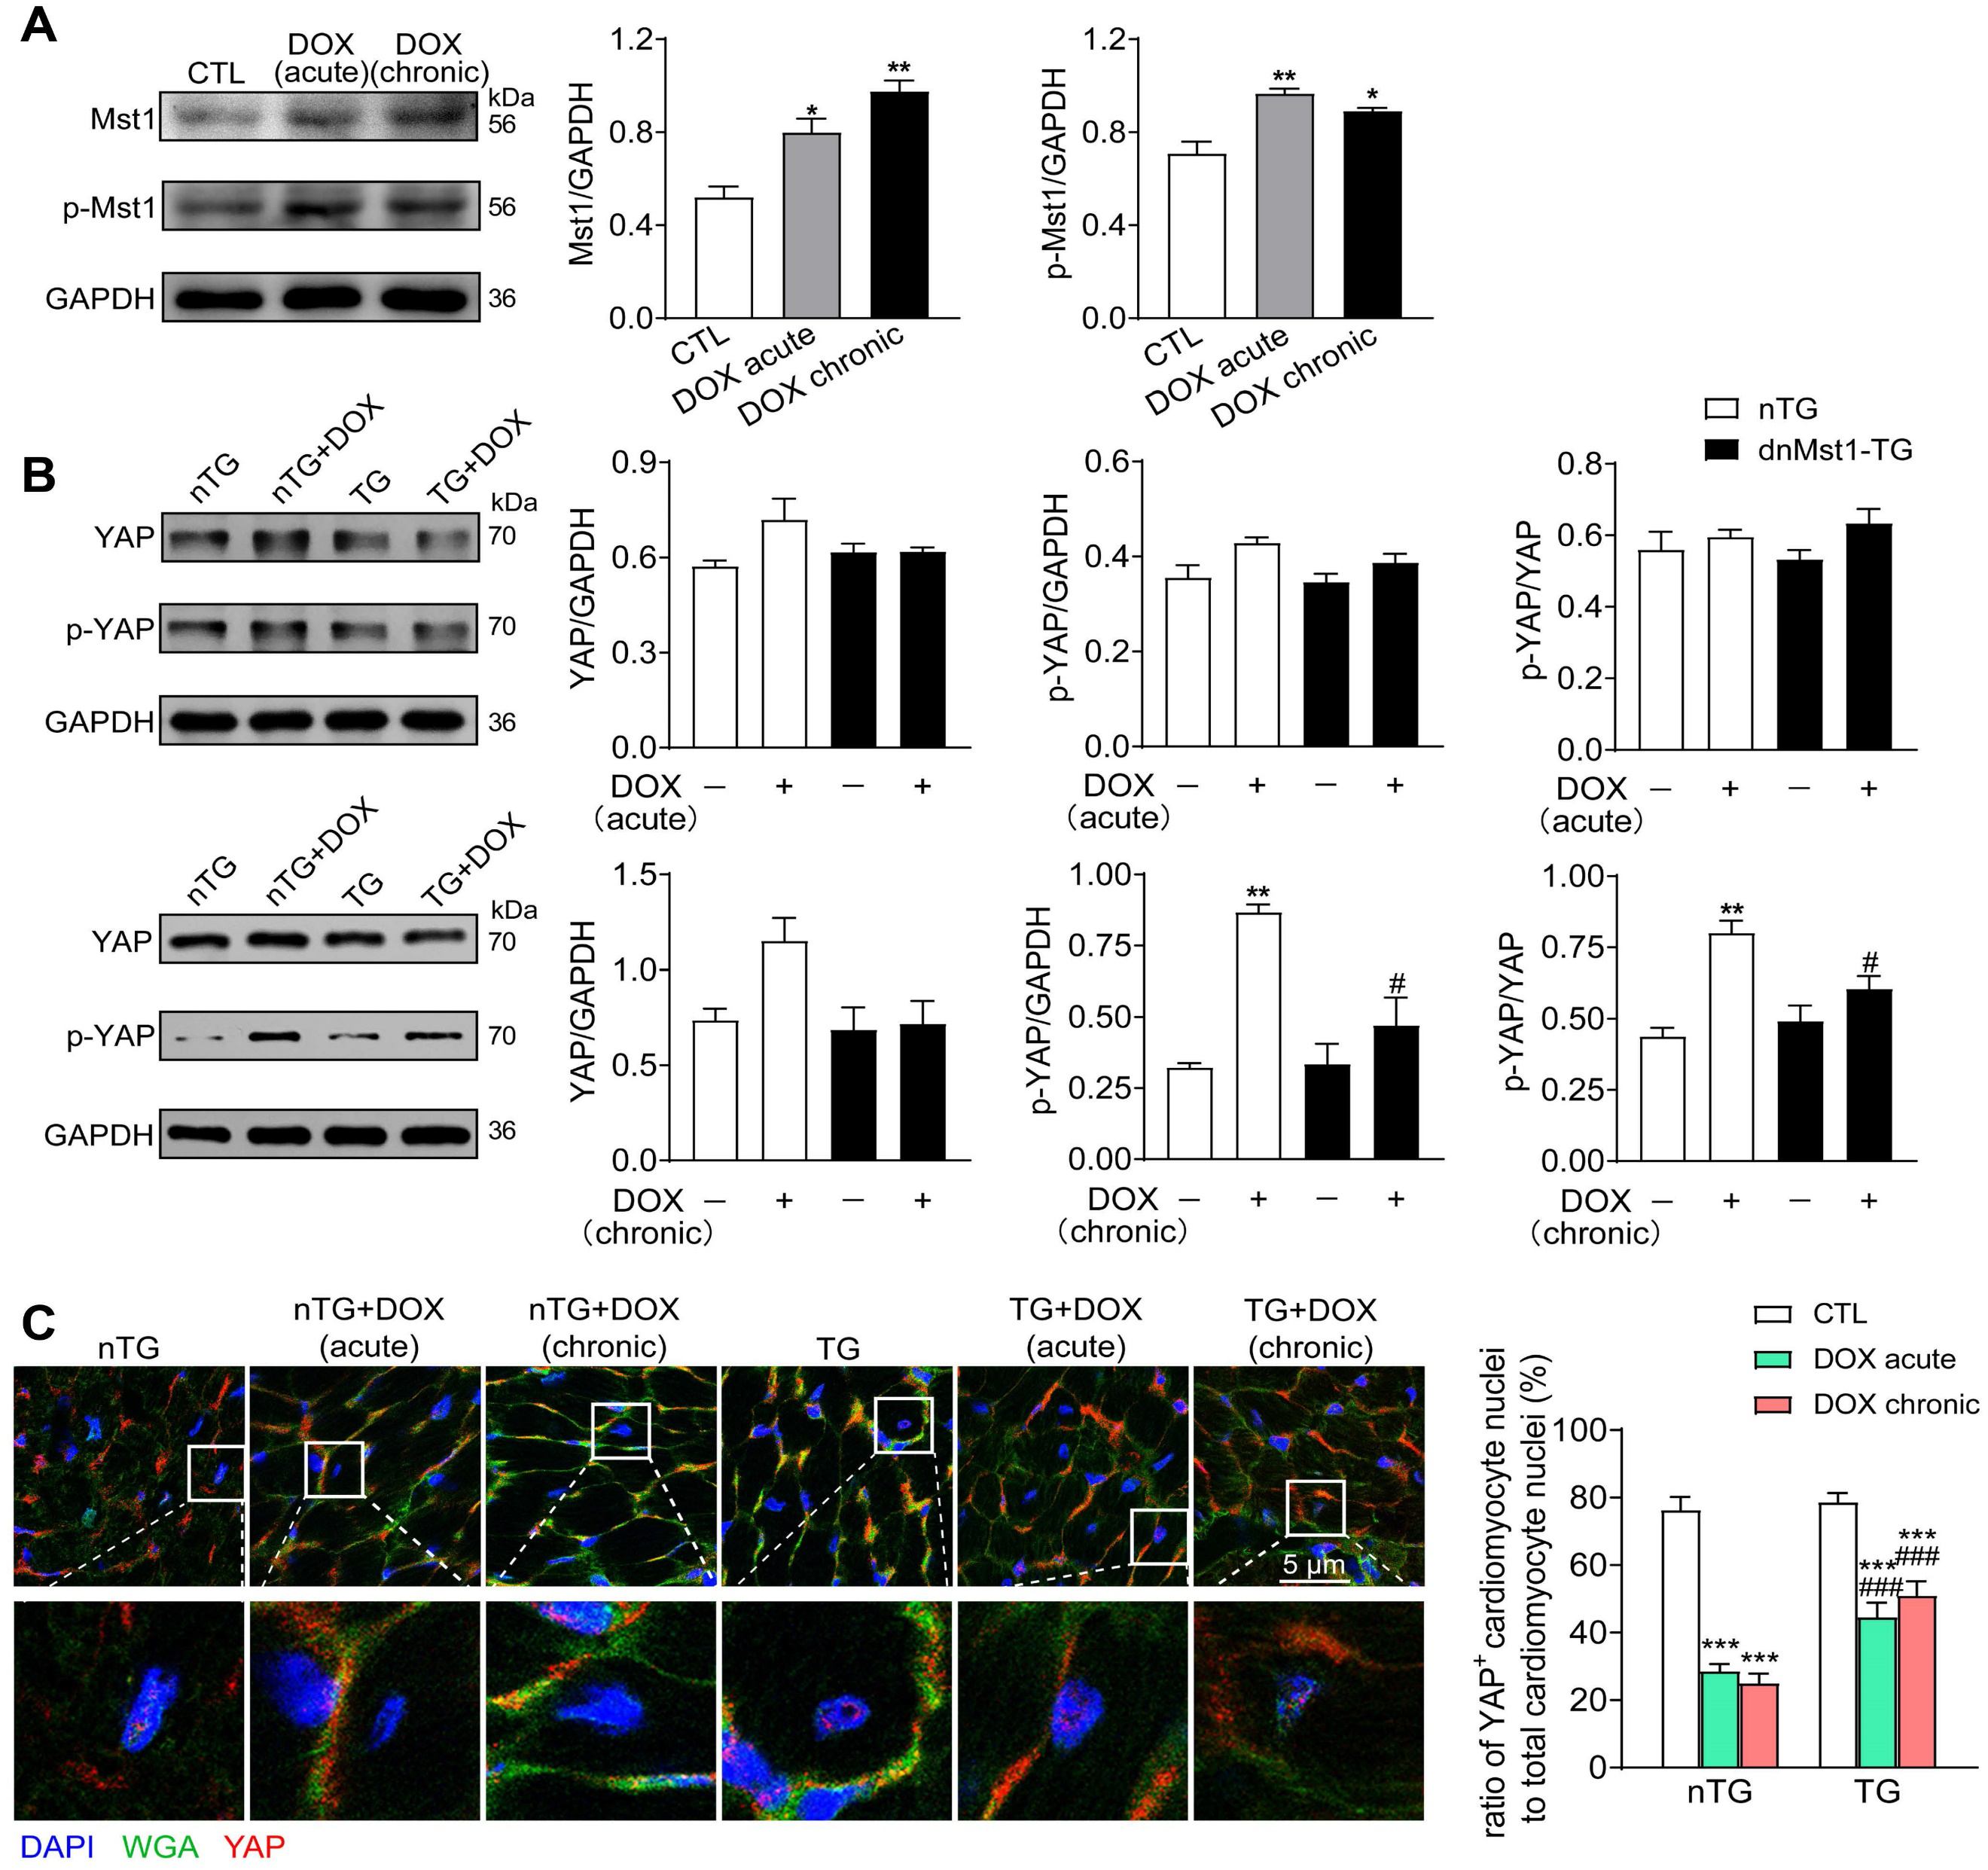 A
CTL
DOX
(acute)
DOX
(chronic)
kDa
Mst1
56
p-Mst1
56
GAPDH
36
Mst1/GAPDH
1.2
0.8
0.4
0.0
*
**
CTL
DOX acute
DOX chronic
p-Mst1/GAPDH
1.2
0.8
0.4
0.0
**
*
CTL
DOX acute
DOX chronic
nTG
dnMst1-TG
B
nTG
nTG+DOX
TG
TG+DOX
kDa
YAP
70
p-YAP
70
GAPDH
36
YAP/GAPDH
0.9
0.6
0.3
0.0
DOX — + — +
(acute)
p-YAP/GAPDH
0.6
0.4
0.2
0.0
DOX — + — +
(acute)
p-YAP/YAP
0.8
0.6
0.4
0.2
0.0
DOX — + — +
(acute)
nTG
nTG+DOX
TG
TG+DOX
kDa
YAP
70
p-YAP
70
GAPDH
36
YAP/GAPDH
1.5
1.0
0.5
0.0
DOX — + — +
(chronic)
p-YAP/GAPDH
1.00
0.75
0.50
0.25
0.00
**
#
DOX — + — +
(chronic)
p-YAP/YAP
1.00
0.75
0.50
0.25
0.00
**
#
DOX — + — +
(chronic)
C
nTG
nTG+DOX
(acute)
nTG+DOX
(chronic)
TG
TG+DOX
(acute)
TG+DOX
(chronic)
5 μm
DAPI WGA YAP
CTL
DOX acute
DOX chronic
ratio of YAP+ cardiomyocyte nuclei
to total cardiomyocyte nuclei (%)
100
80
60
40
20
0
***
***
***
###
***
###
nTG
TG